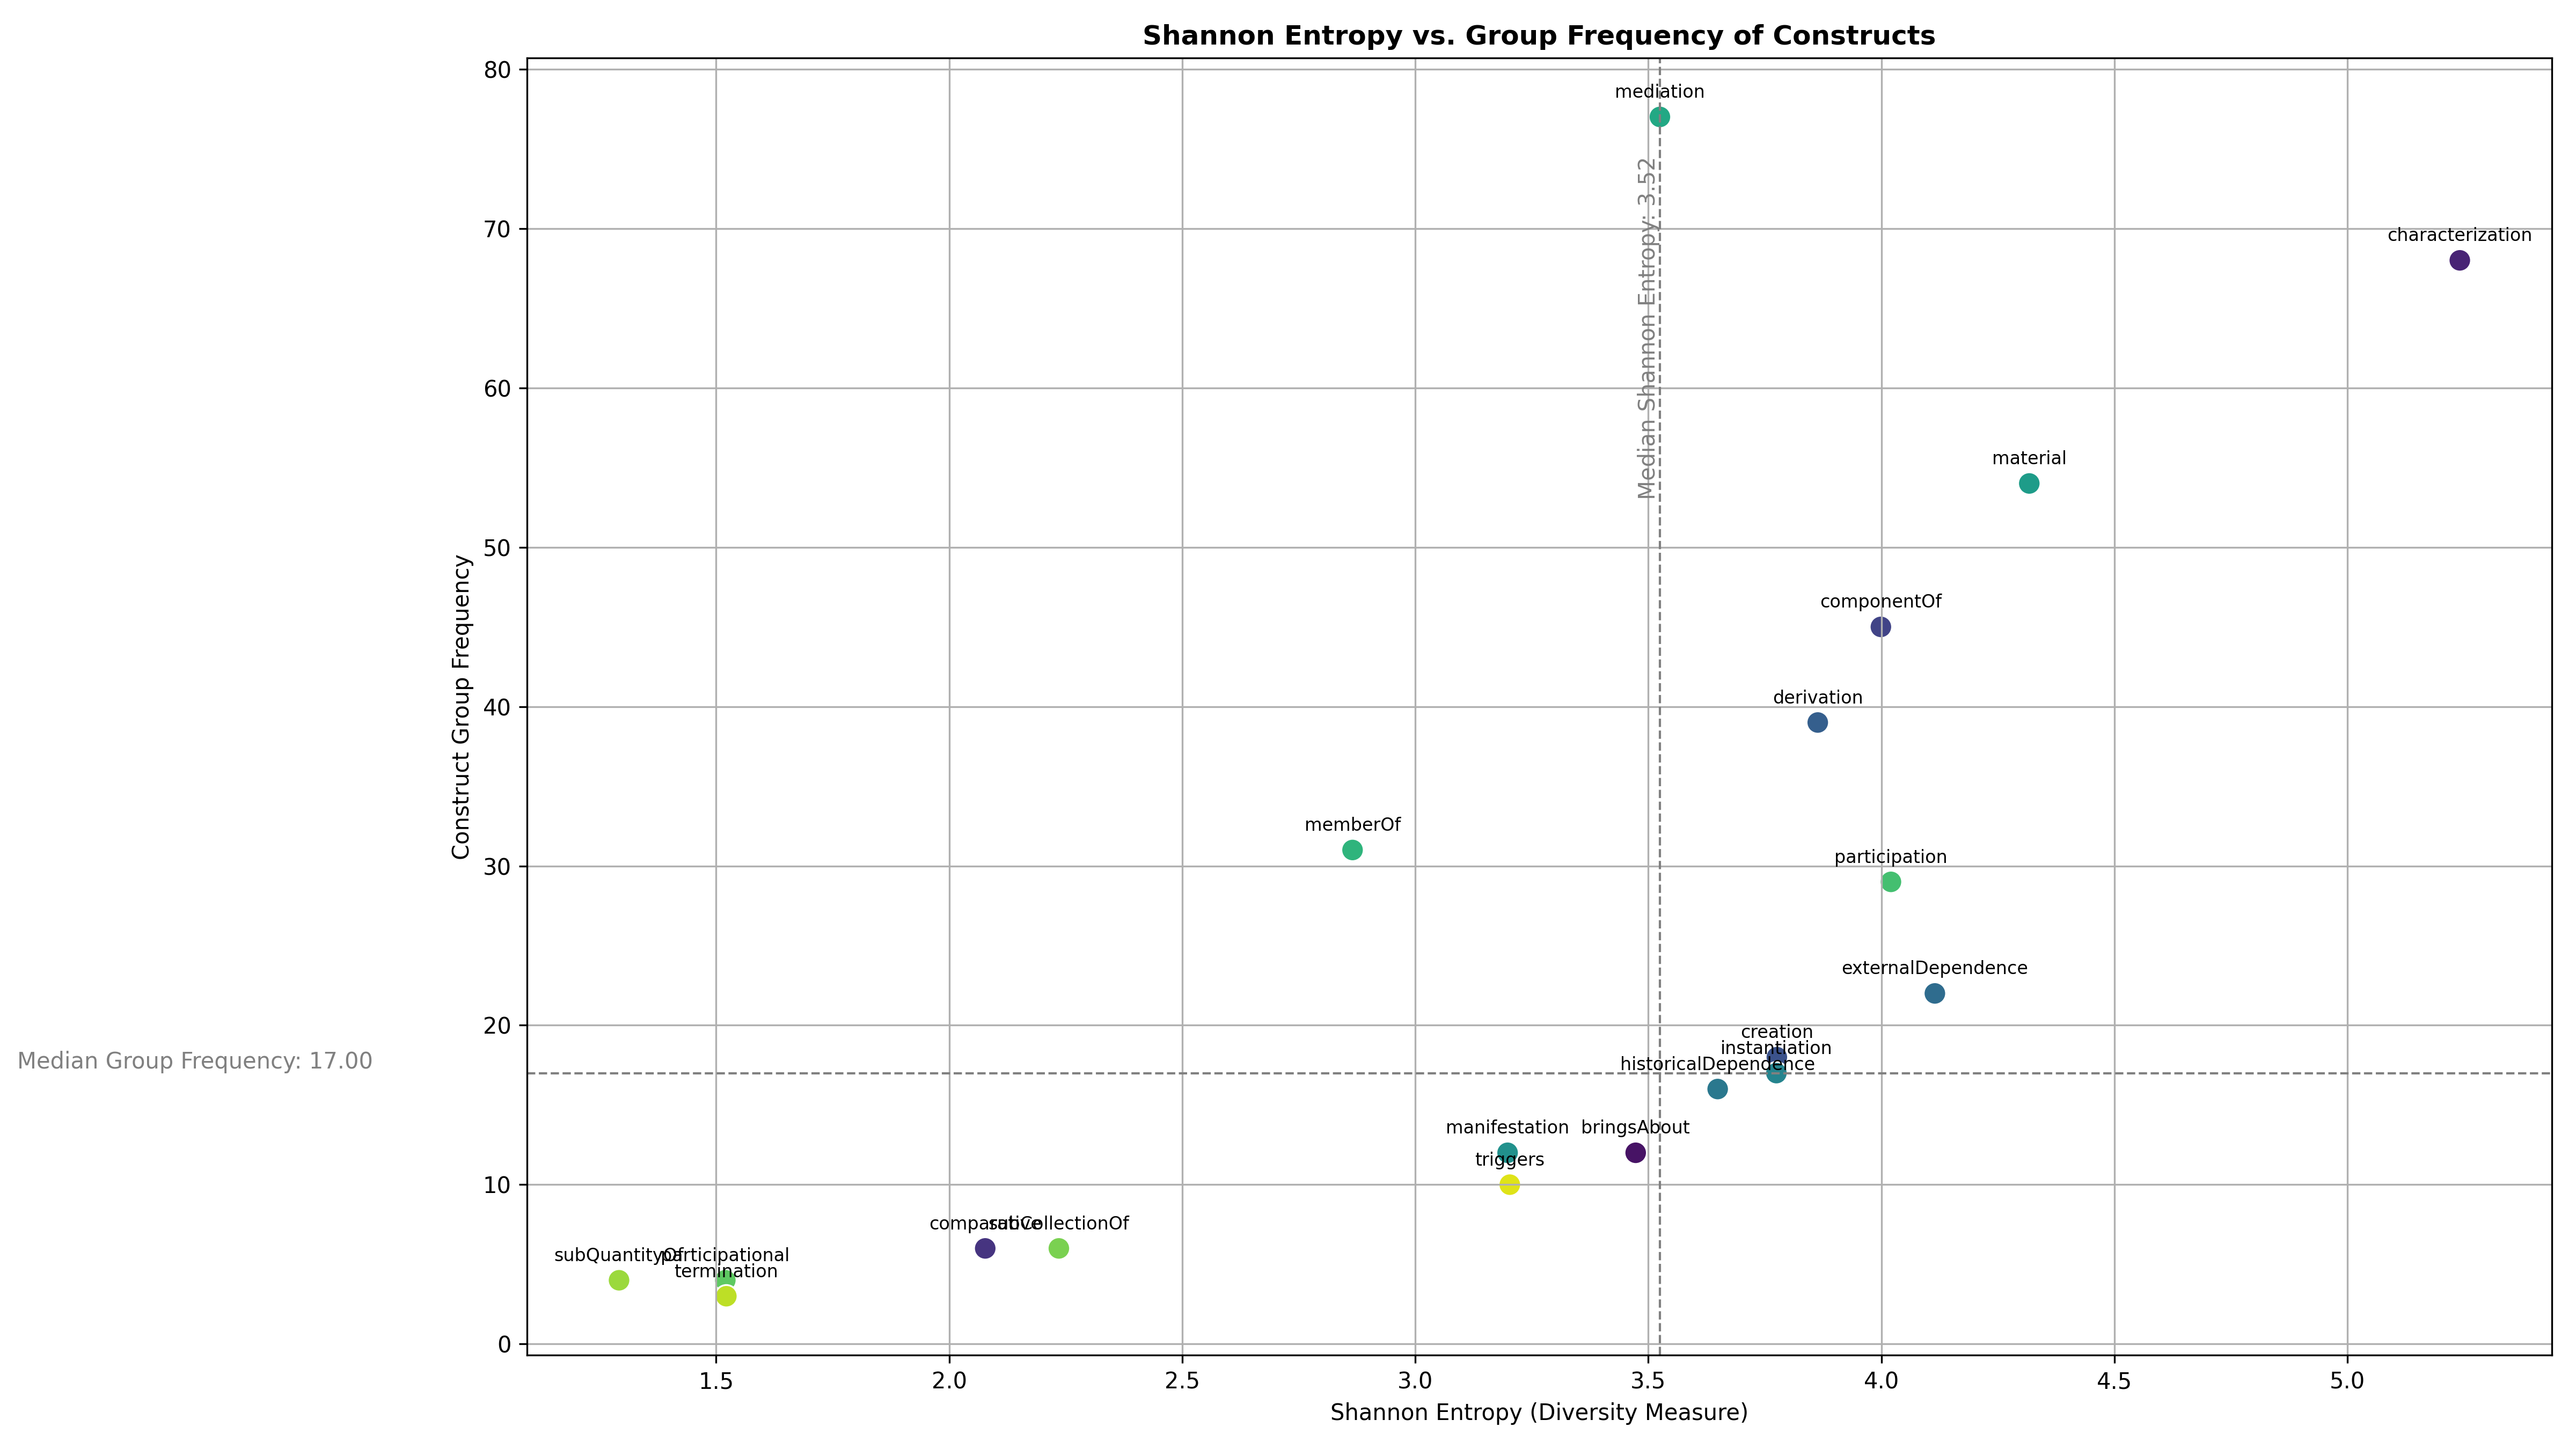 Shannon Entropy vs. Group Frequency of Constructs
80
70
60
50
40
30
20
10
0
Construct Group Frequency
Median Group Frequency: 17.00
Median Shannon Entropy: 3.52
mediation
characterization
material
componentOf
derivation
memberOf
participation
externalDependence
creation
instantiation
historicalDependence
manifestation
bringsAbout
triggers
comparative
subCollectionOf
subQuantityOf
participational
termination
1.5
2.0
2.5
3.0
3.5
4.0
4.5
5.0
Shannon Entropy (Diversity Measure)